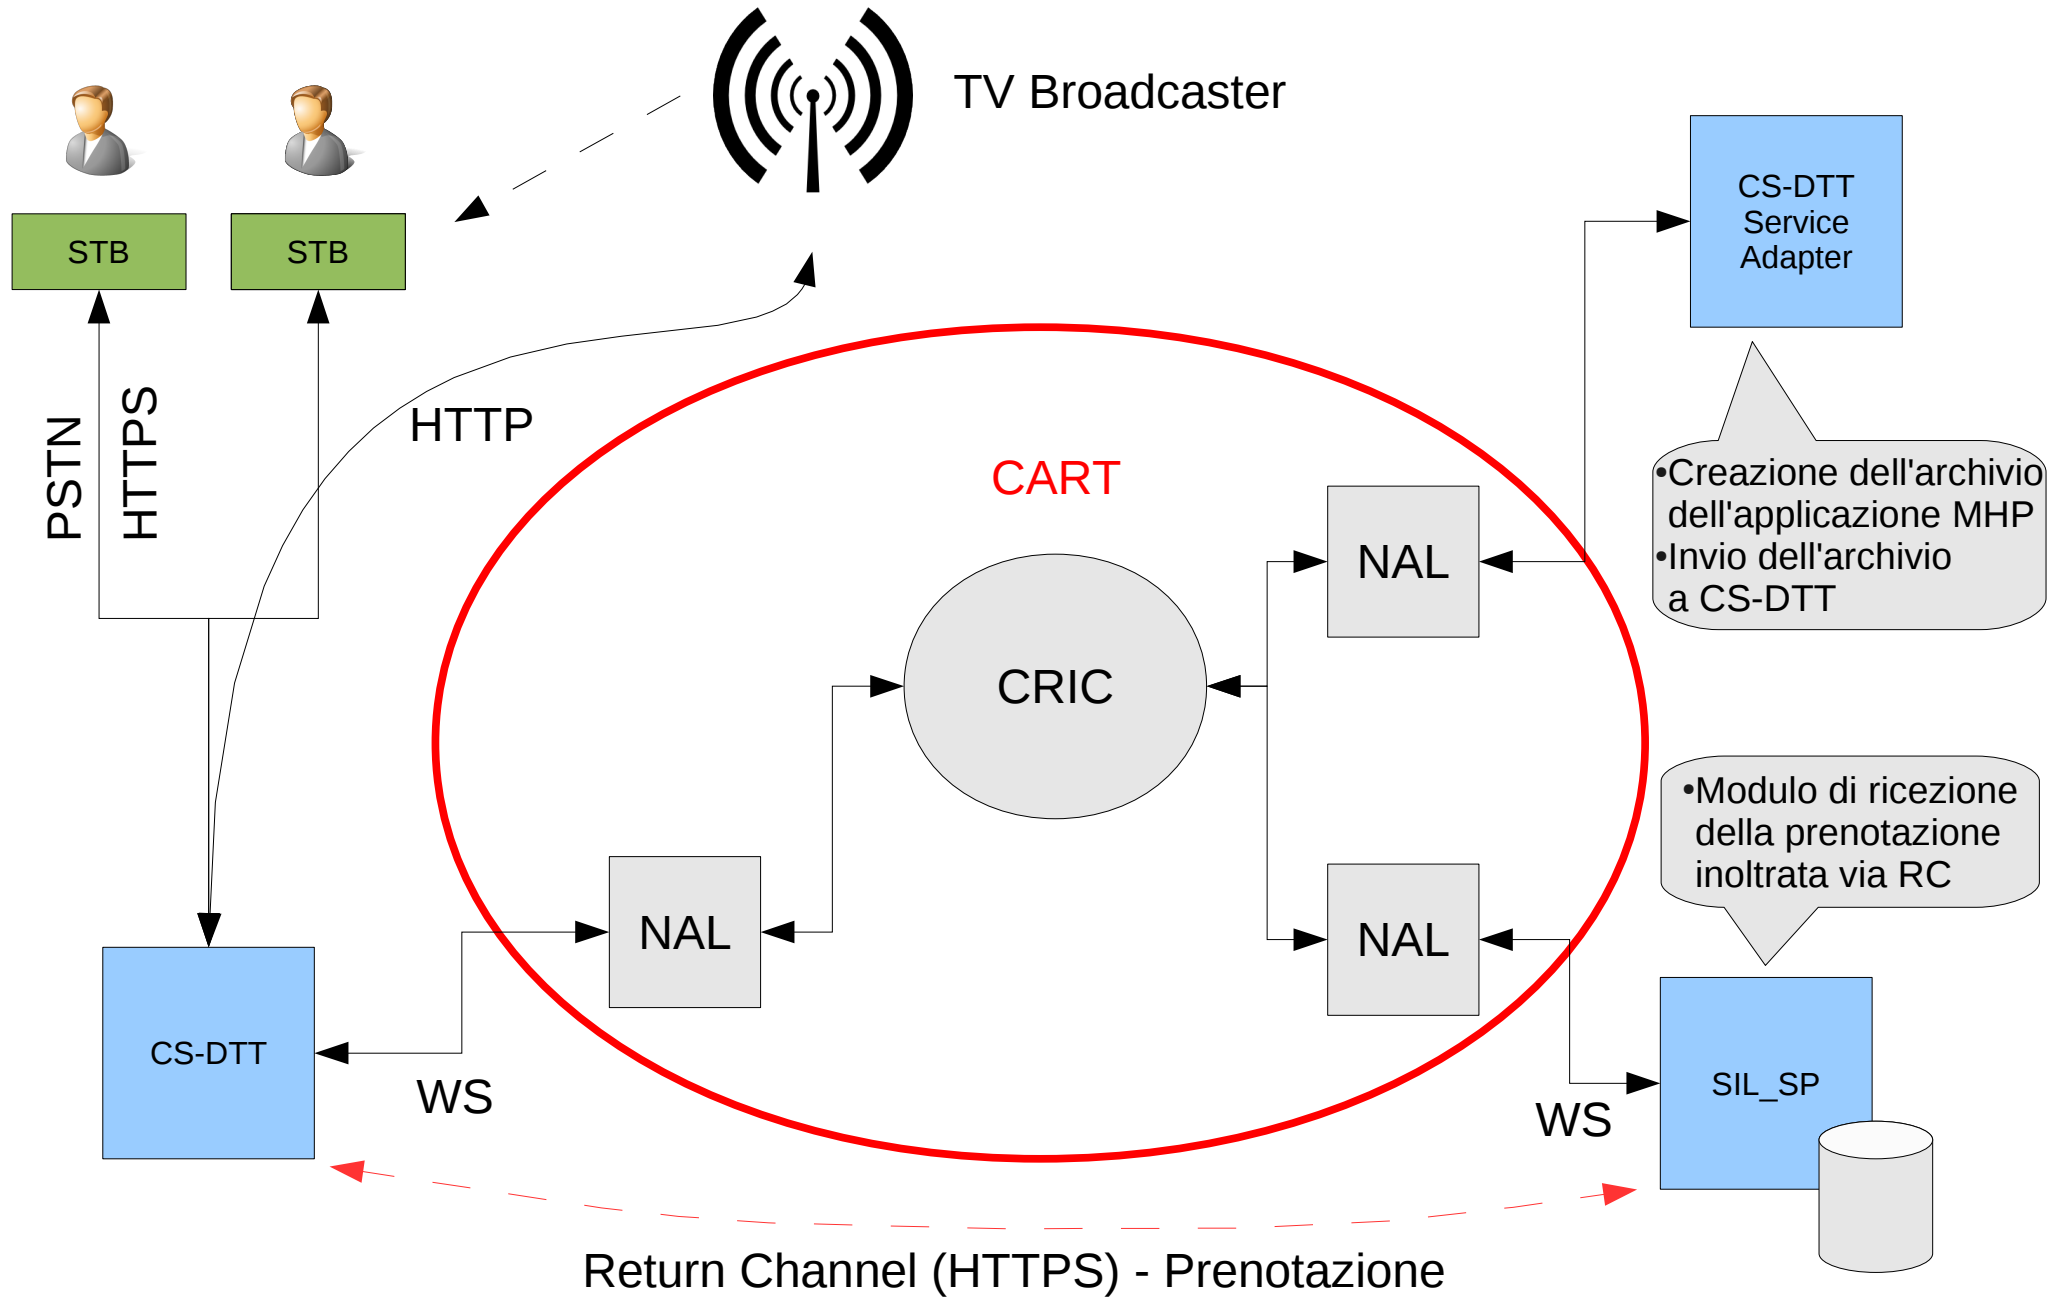 TV Broadcaster
CS-DTT
Service
Adapter
STB
STB
PSTN
HTTPS
HTTP
CART
•Creazione dell'archivio
dell'applicazione MHP
•Invio dell'archivio
a CS-DTT
NAL
CRIC
•Modulo di ricezione
della prenotazione
inoltrata via RC
NAL
NAL
CS-DTT
WS
SIL_SP
WS
Return Channel (HTTPS) - Prenotazione